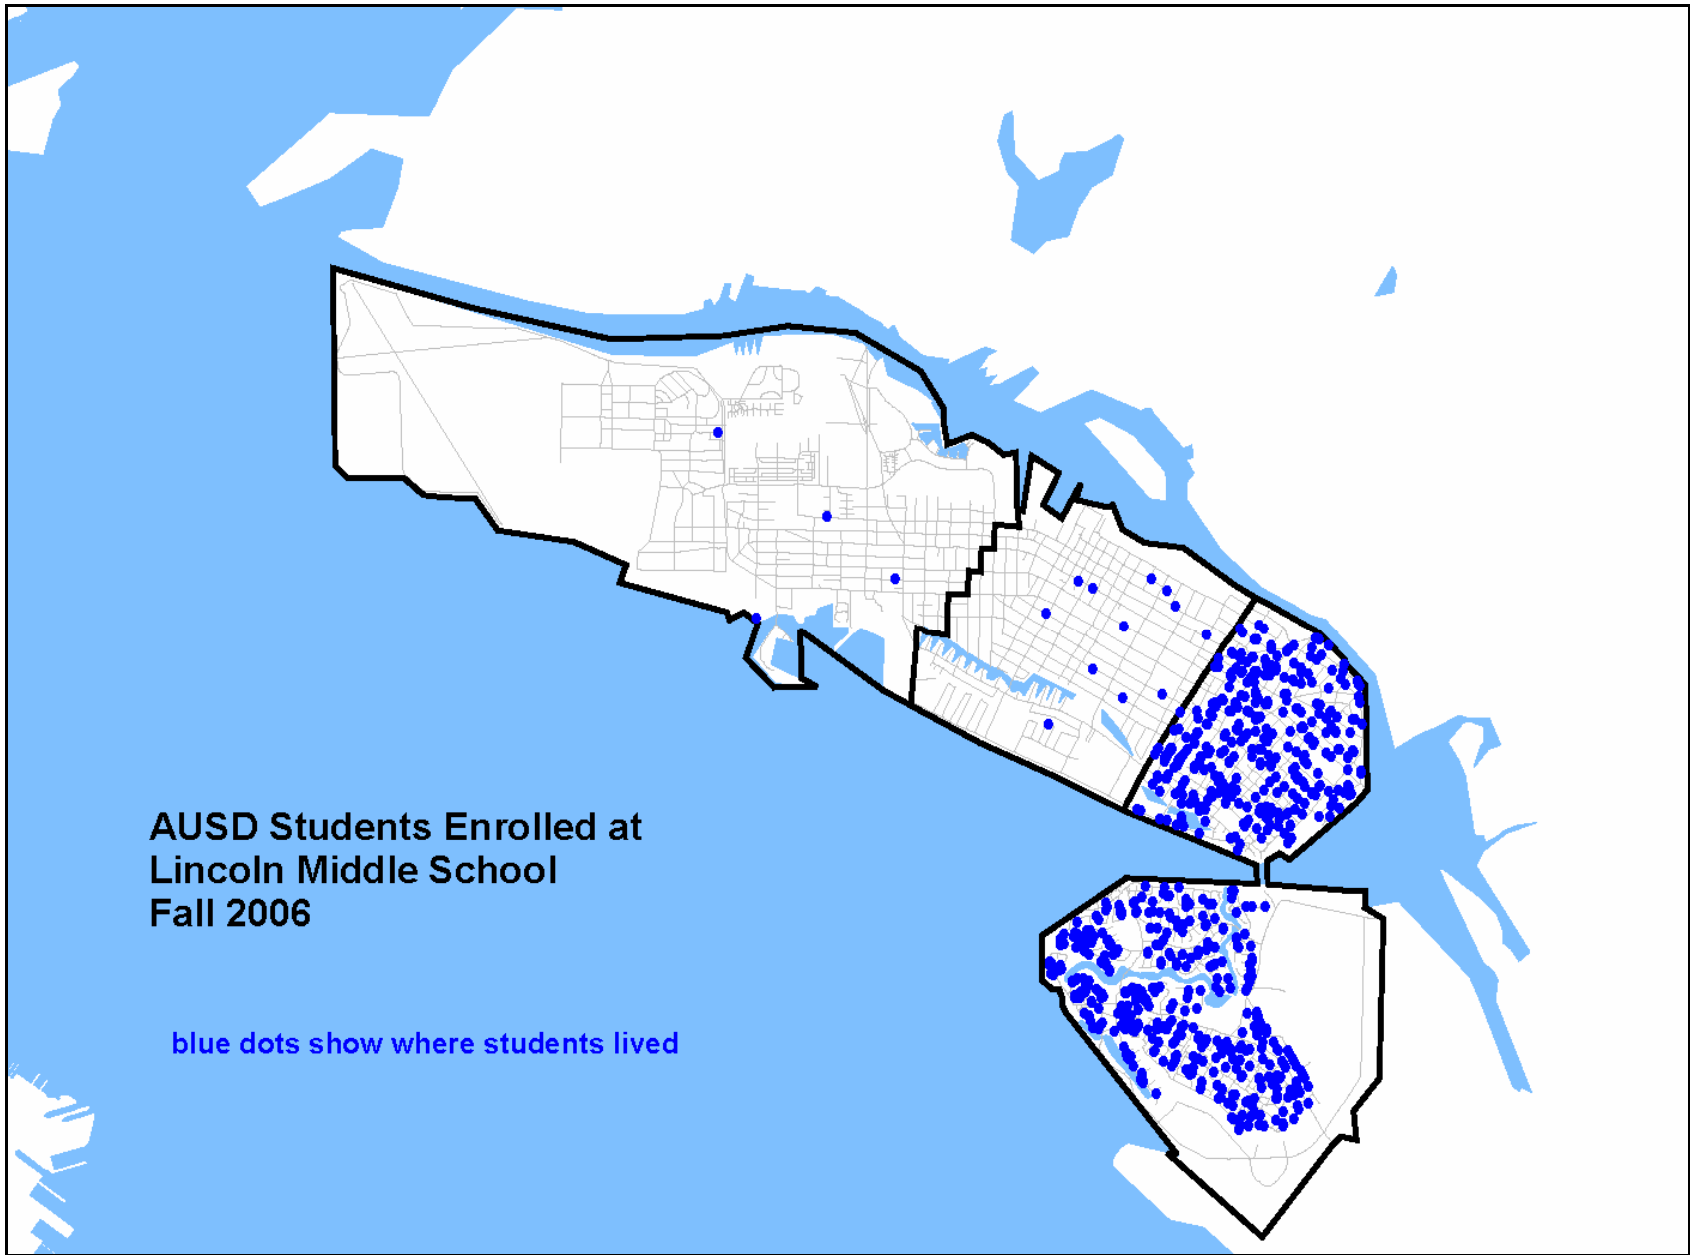 AUSD Students Enrolled at
Lincoln Middle School
Fall 2006
blue dots show where students lived